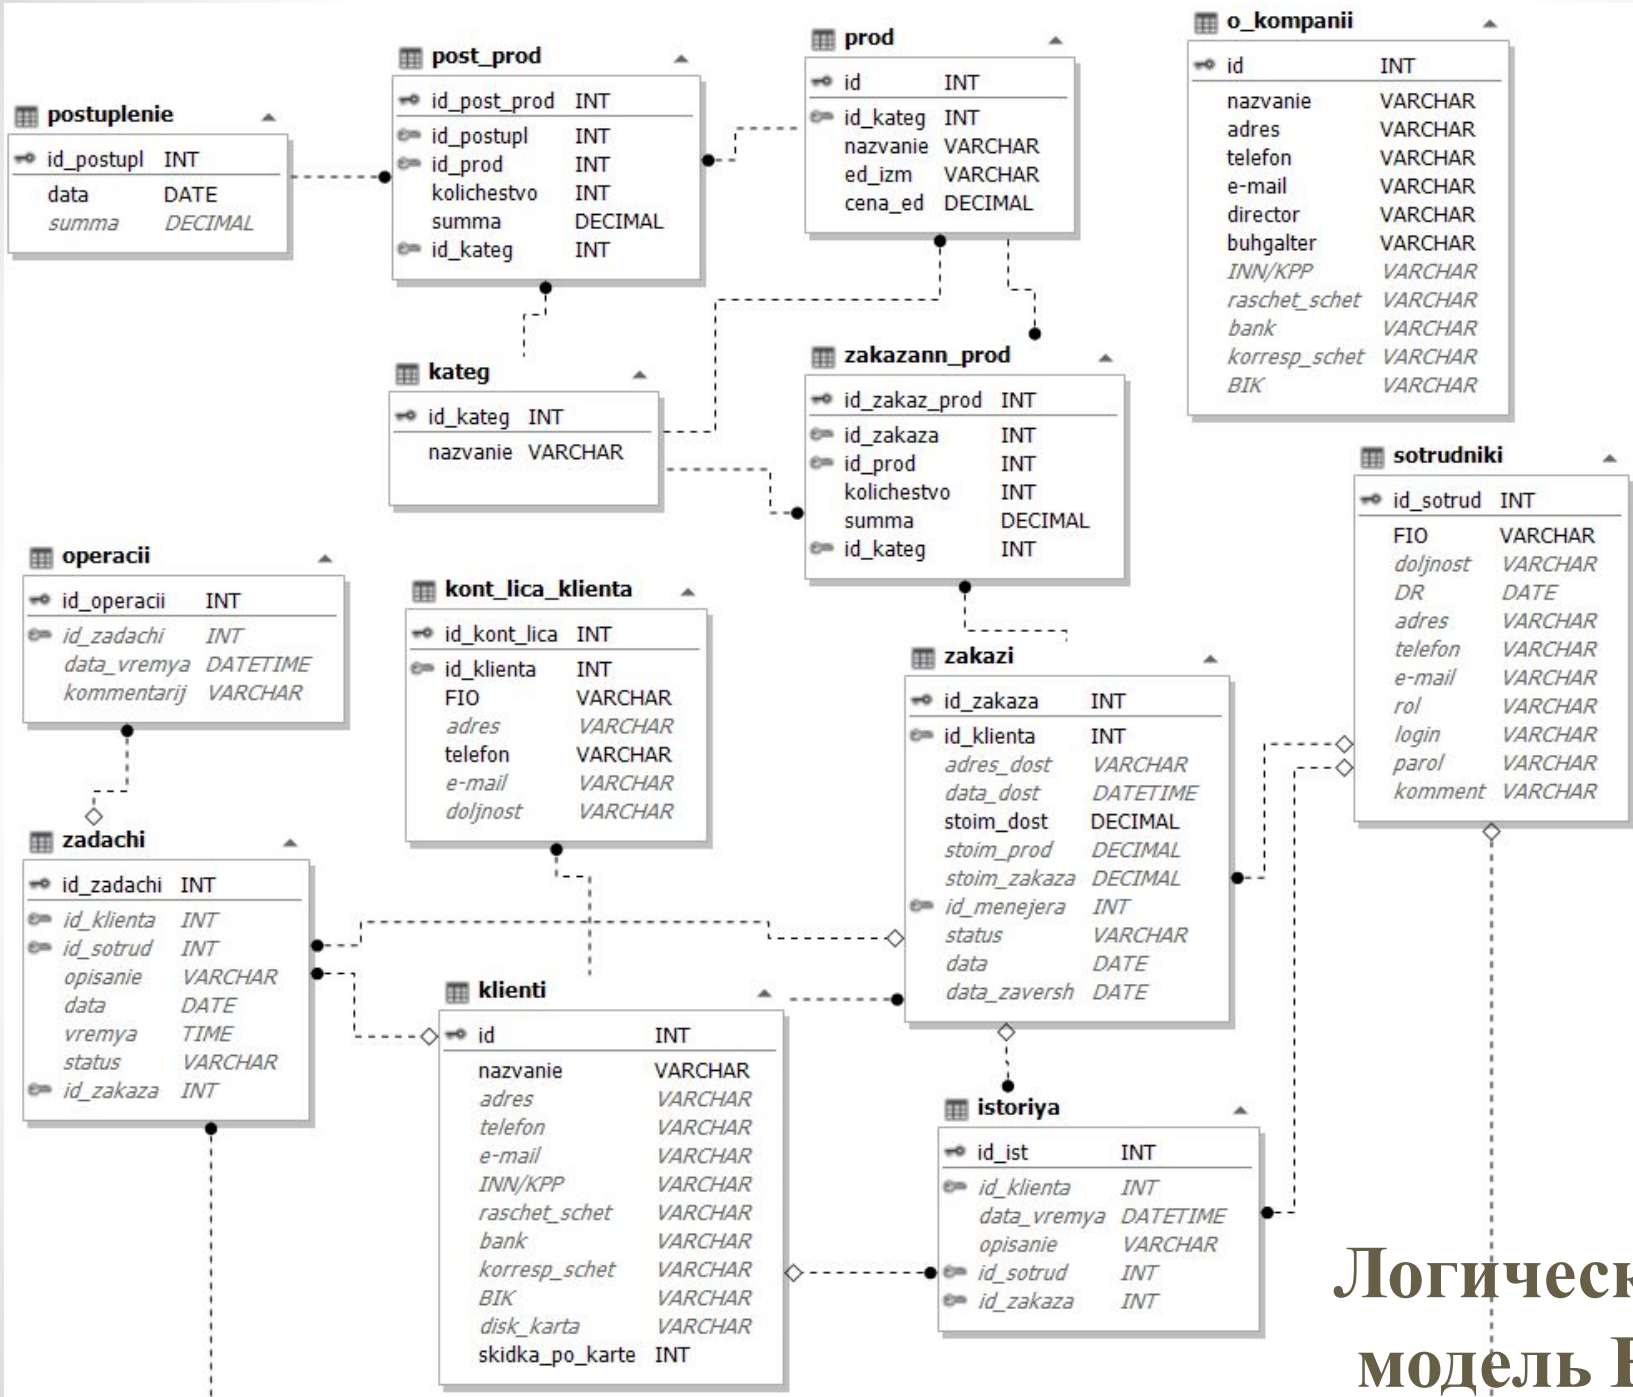 postuplenie
id_postupl INT
data DATE
summa DECIMAL
post_prod
id_post_prod INT
id_postupl INT
id_prod INT
kolichestvo INT
summa DECIMAL
id_kateg INT
prod
id INT
id_kateg INT
nazvanie VARCHAR
ed_izm VARCHAR
cena_ed DECIMAL
o_kompanii
id INT
nazvanie VARCHAR
adres VARCHAR
telefon VARCHAR
e-mail VARCHAR
director VARCHAR
buhgalter VARCHAR
INN/KPP VARCHAR
raschet_schet VARCHAR
bank VARCHAR
korresp_schet VARCHAR
BIK VARCHAR
kateg
id_kateg INT
nazvanie VARCHAR
zakazann_prod
id_zakaz_prod INT
id_zakaza INT
id_prod INT
kolichestvo INT
summa DECIMAL
id_kateg INT
sotrudniki
id_sotrud INT
FIO VARCHAR
doljnost VARCHAR
DR DATE
adres VARCHAR
telefon VARCHAR
e-mail VARCHAR
rol VARCHAR
login VARCHAR
parol VARCHAR
komment VARCHAR
operacii
id_operacii INT
id_zadachi INT
data_vremya DATETIME
kommentarij VARCHAR
kont_lica_klienta
id_kont_lica INT
id_klienta INT
FIO VARCHAR
adres VARCHAR
telefon VARCHAR
e-mail VARCHAR
doljnost VARCHAR
zakazi
id_zakaza INT
id_klienta INT
adres_dost VARCHAR
data_dost DATETIME
stoim_dost DECIMAL
stoim_prod DECIMAL
stoim_zakaza DECIMAL
id_menejera INT
status VARCHAR
data DATE
data_zaversh DATE
zadachi
id_zadachi INT
id_klienta INT
id_sotrud INT
opisanie VARCHAR
data DATE
vremya TIME
status VARCHAR
id_zakaza INT
klienti
id INT
nazvanie VARCHAR
adres VARCHAR
telefon VARCHAR
e-mail VARCHAR
INN/KPP VARCHAR
raschet_schet VARCHAR
bank VARCHAR
korresp_schet VARCHAR
BIK VARCHAR
disk_karta VARCHAR
skidka_po_karte INT
istoriya
id_ist INT
id_klienta INT
data_vremya DATETIME
opisanie VARCHAR
id_sotrud INT
id_zakaza INT
Логическ
модель